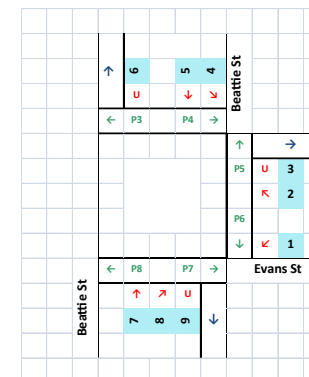 Beattie St
↑ 6 5 4
U ↓ ↘
← P3 P4 →
↑ →
P5 U 3
↖ 2
P6
↓ ↙ 1
← P8 P7 → Evans St
Beattie St
↑ ↗ U
7 8 9 ↓